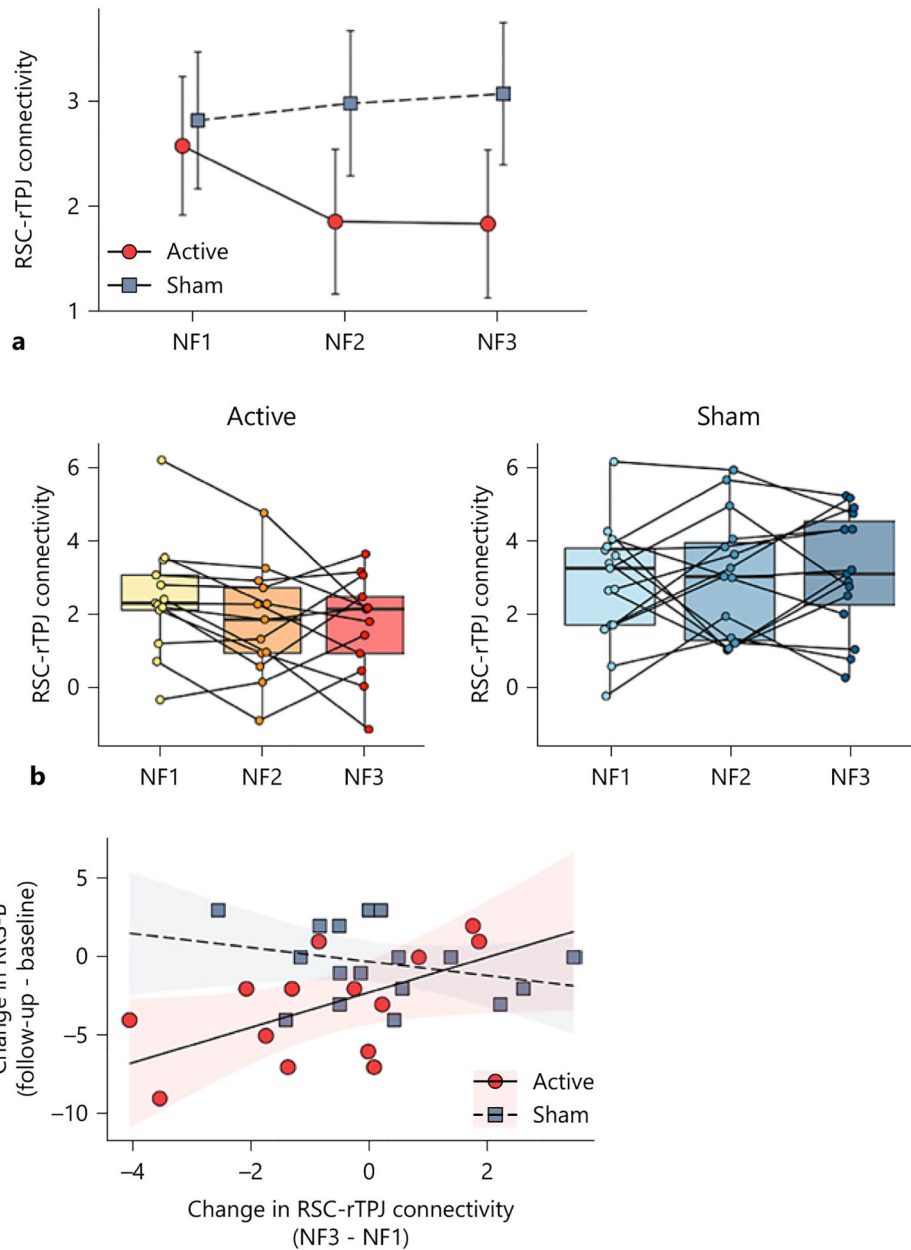 RSC-rTPJ connectivity
3
2
1
Active
Sham
NF1 NF2 NF3
a
Active
Sham
RSC-rTPJ connectivity
6
4
2
0
NF1 NF2 NF3
RSC-rTPJ connectivity
6
4
2
0
NF1 NF2 NF3
b
(follow-up - baseline)
5
0
–5
–10
Active
Sham
–4 –2 0 2 4
Change in RSC-rTPJ connectivity
(NF3 - NF1)